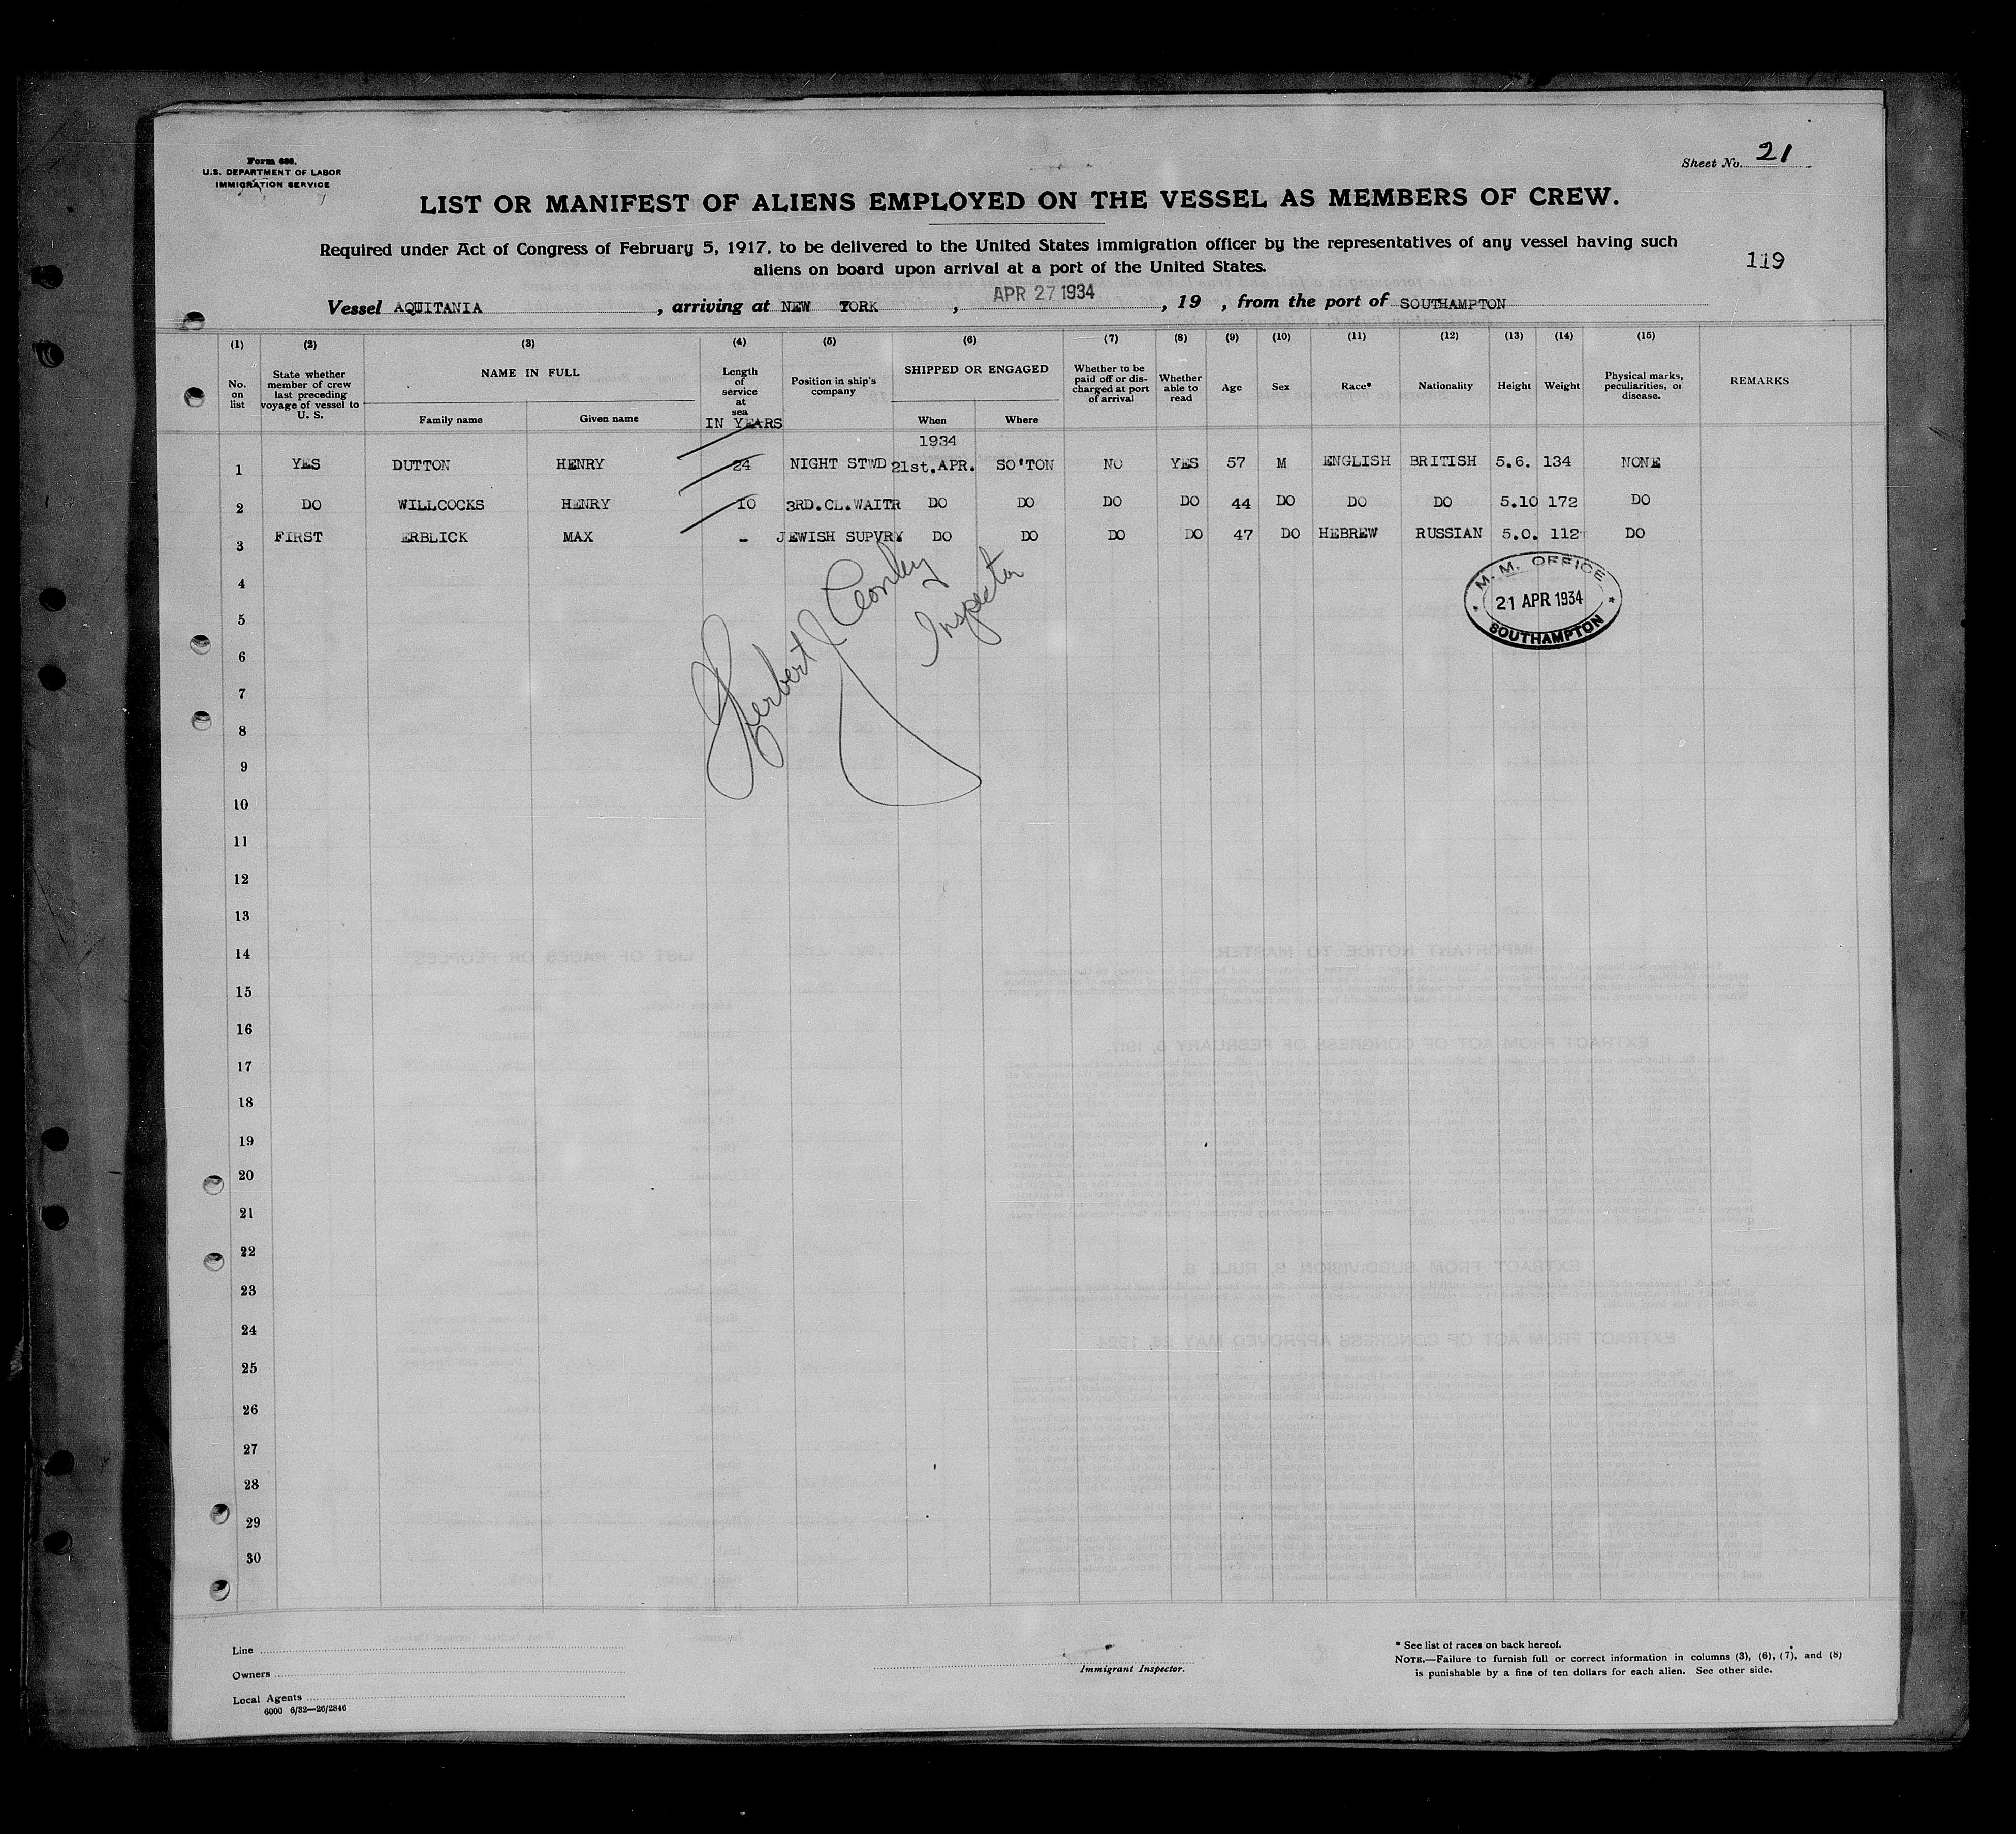 Form 680.
U.S. DEPARTMENT OF LABOR
IMMIGRATION SERVICE
Sheet No. 21
LIST OR MANIFEST OF ALIENS EMPLOYED ON THE VESSEL AS MEMBERS OF CREW.
Required under Act of Congress of February 5, 1917, to be delivered to the United States immigration officer by the representatives of any vessel having such
aliens on board upon arrival at a port of the United States.
119
Vessel AQUITANIA, arriving at NEW YORK, APR 27 1934, 19 , from the port of SOUTHAMPTON
(1) (2) (3) (4) (5) (6) (7) (8) (9) (10) (11) (12) (13) (14) (15)
No. on list
State whether member of crew last preceding voyage of vessel to U. S.
NAME IN FULL
Family name
Given name
Length of service at sea
IN YEARS
Position in ship's company
SHIPPED OR ENGAGED
When
Where
Whether to be paid off or discharged at port of arrival
Whether able to read
Age
Sex
Race*
Nationality
Height
Weight
Physical marks, peculiarities, or disease.
REMARKS
1934
1 YES DUTTON HENRY 24 NIGHT STWD 21st.APR. SO'TON NO YES 57 M ENGLISH BRITISH 5.6. 134 NONE
2 DO WILLCOCKS HENRY 10 3RD.CL.WAITR DO DO DO DO 44 DO DO DO 5.10 172 DO
3 FIRST ERBLICK MAX - JEWISH SUPVRY DO DO DO DO 47 DO HEBREW RUSSIAN 5.0. 112 DO
M. M. OFFICE
21 APR 1934
SOUTHAMPTON
Herbert J Conley
Inspector
4
5
6
7
8
9
10
11
12
13
14
15
16
17
18
19
20
21
22
23
24
25
26
27
28
29
30
Line
Owners
Local Agents
6000 6/32—26/2846
Immigrant Inspector.
* See list of races on back hereof.
NOTE.—Failure to furnish full or correct information in columns (3), (6), (7), and (8)
is punishable by a fine of ten dollars for each alien. See other side.